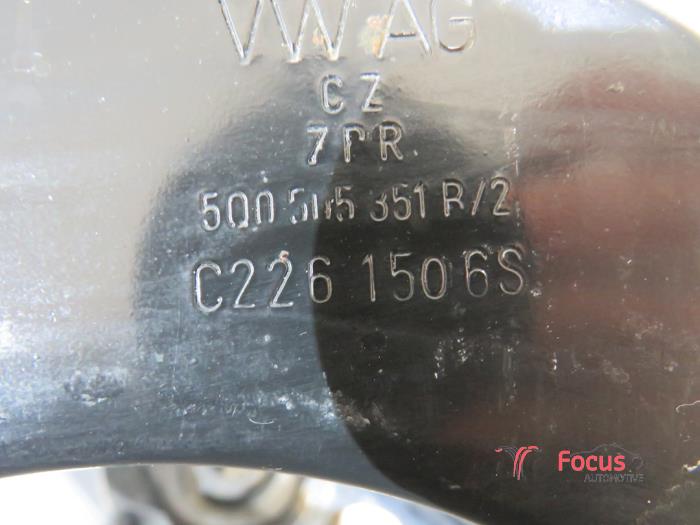 VW AG
CZ
7PR
5Q0 505 351 B/2
C226 1506S
Focus
AUTOMOTIVE